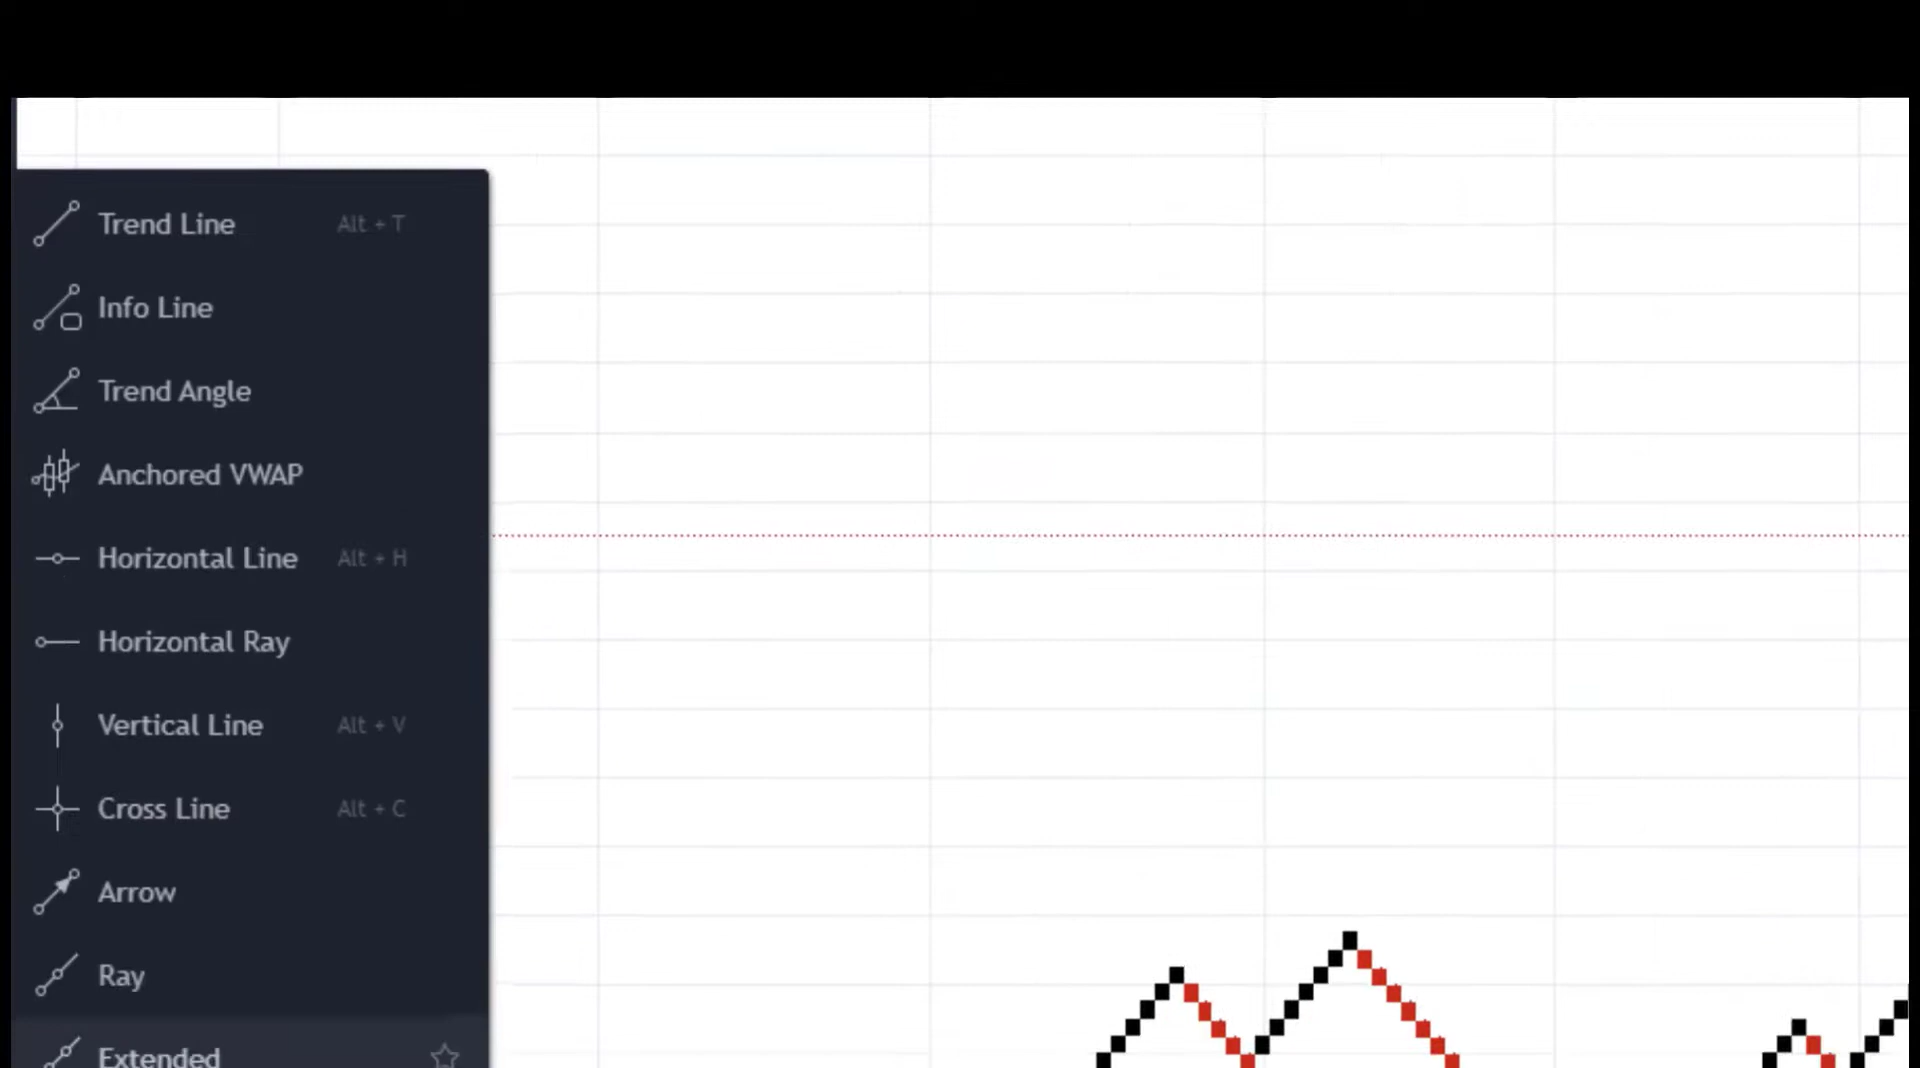 Trend Line Alt + T
Info Line
Trend Angle
Anchored VWAP
Horizontal Line Alt + H
Horizontal Ray
Vertical Line Alt + V
Cross Line Alt + C
Arrow
Ray
Extended